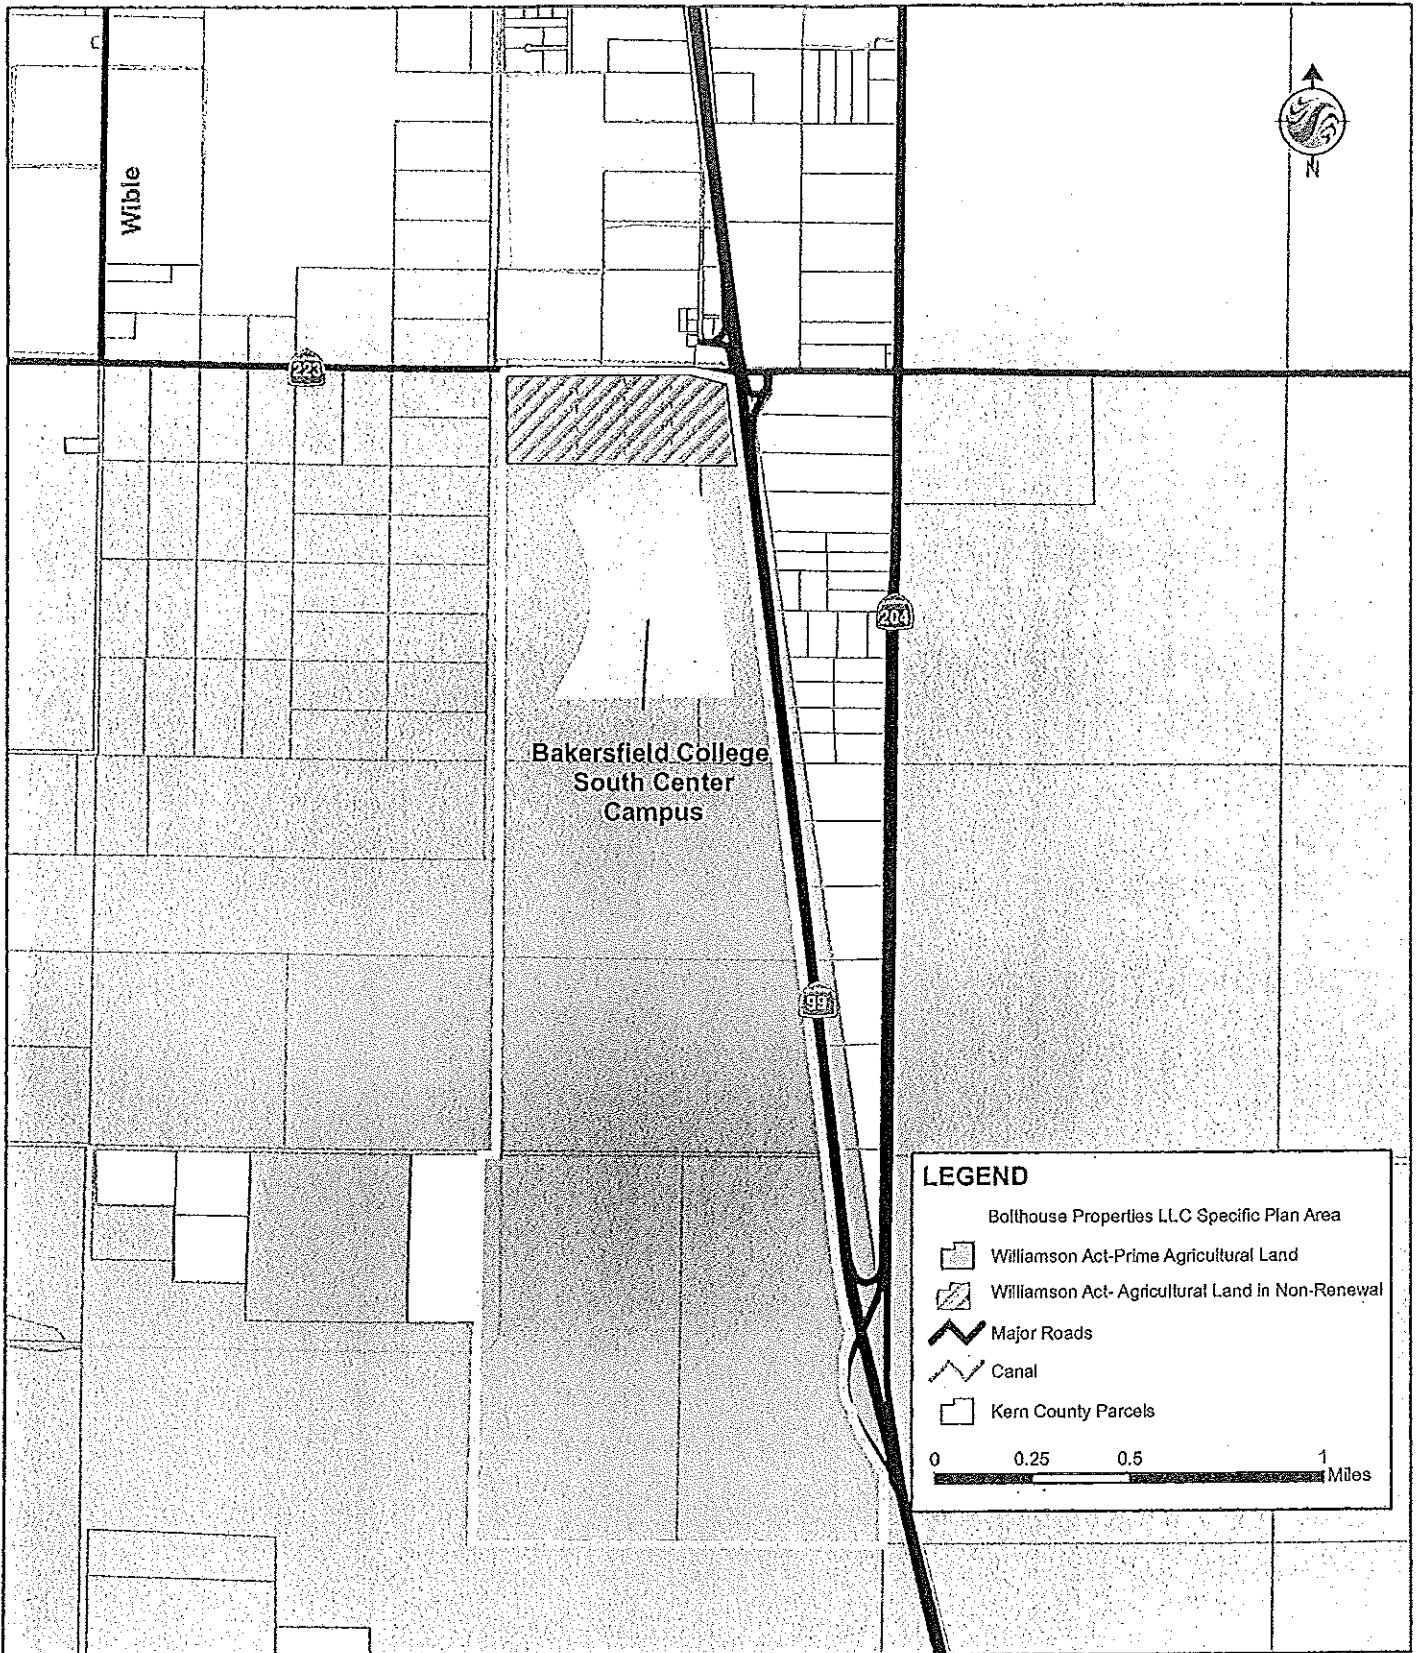 Wible
N
223
204
Bakersfield College
South Center
Campus
99
LEGEND
Bolthouse Properties LLC Specific Plan Area
Williamson Act-Prime Agricultural Land
Williamson Act- Agricultural Land in Non-Renewal
Major Roads
Canal
Kern County Parcels
0 0.25 0.5 1
Miles